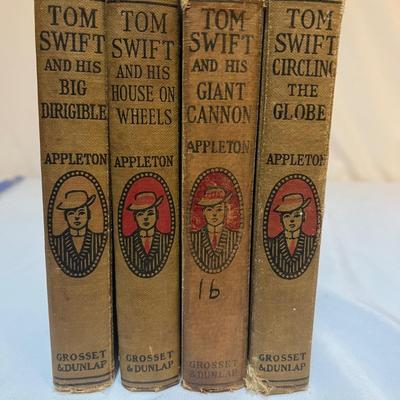 TOM
SWIFT
AND HIS
BIG
DIRIGIBLE
APPLETON
GROSSET
& DUNLAP
TOM
SWIFT
AND HIS
HOUSE ON
WHEELS
APPLETON
GROSSET
& DUNLAP
TOM
SWIFT
AND HIS
GIANT
CANNON
APPLETON
16
GROSSET
& DUNLAP
TOM
SWIFT
CIRCLING
THE
GLOBE
APPLETON
GROSSET
& DUNLAP